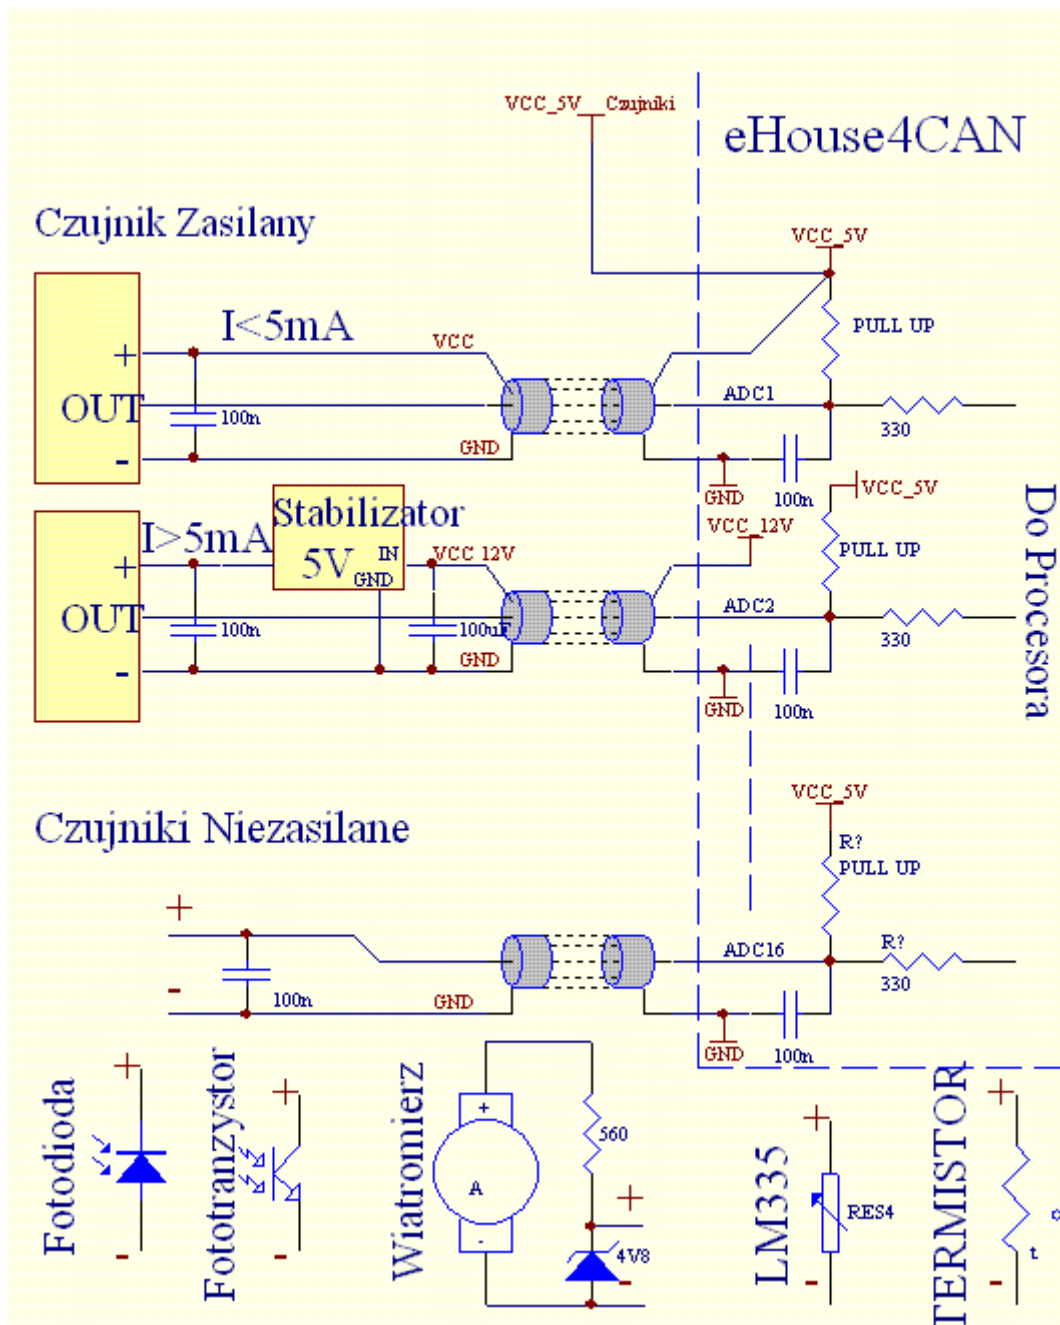 VCC_5V Czujniki
eHouse4CAN
Czujnik Zasilany
VCC_5V
I<5mA
PULL UP
VCC
+
OUT
-
100n
ADC1
330
GND
GND
100n
VCC_5V
Do Procesora
Stabilizator
5V
IN
GND
I>5mA
VCC 12V
VCC_12V
PULL UP
+
OUT
-
100n
100uF
ADC2
330
GND
GND
100n
VCC_5V
Czujniki Niezasilane
R?
PULL UP
+
-
100n
GND
ADC16
R?
330
GND
100n
Fotodioda
+
-
Fototranzystor
+
-
Wiatromierz
+
A
-
560
+
4V8
-
LM335
+
RES4
-
TERMISTOR
+
-
t